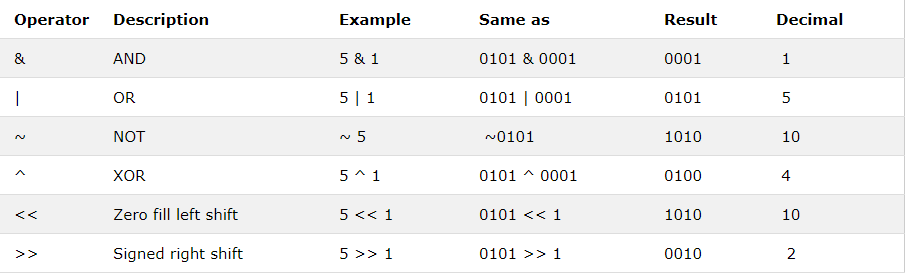 Operator Description Example Same as Result Decimal
& AND 5 & 1 0101 & 0001 0001 1
| OR 5 | 1 0101 | 0001 0101 5
~ NOT ~ 5 ~0101 1010 10
^ XOR 5 ^ 1 0101 ^ 0001 0100 4
<< Zero fill left shift 5 << 1 0101 << 1 1010 10
>> Signed right shift 5 >> 1 0101 >> 1 0010 2